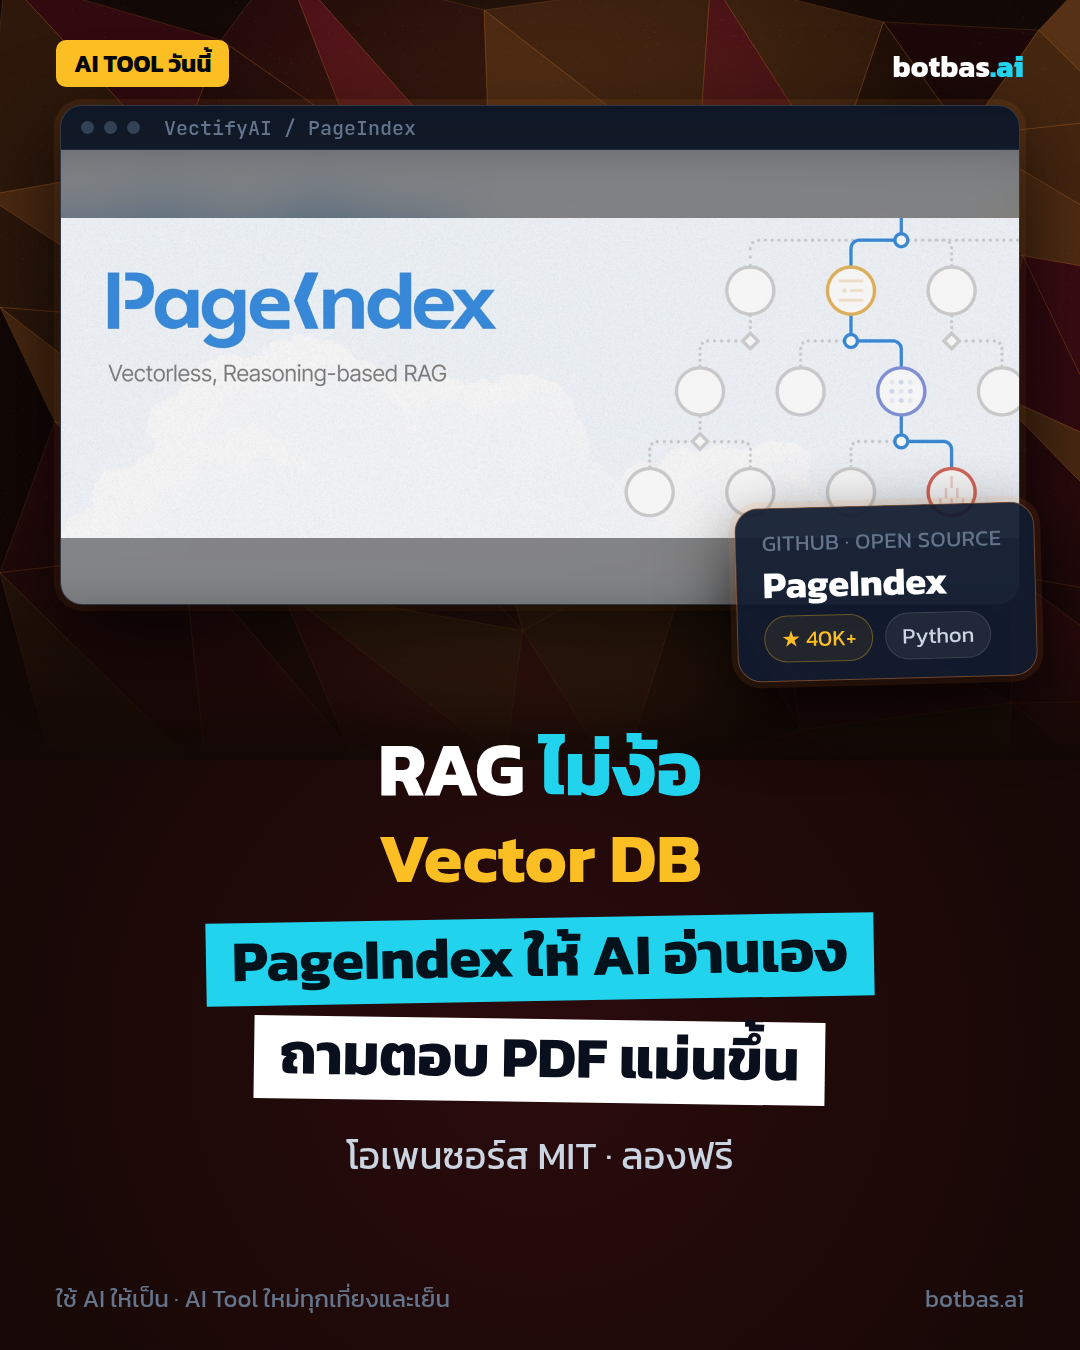 AI TOOL วันนี้
botbas.ai
VectifyAI / PageIndex
PageIndex
Vectorless, Reasoning-based RAG
GITHUB · OPEN SOURCE
PageIndex
★ 40K+
Python
RAG ไม่ง้อ
Vector DB
PageIndex ให้ AI อ่านเอง
ถามตอบ PDF แม่นขึ้น
โอเพนซอร์ส MIT · ลองฟรี
ใช้ AI ให้เป็น · AI Tool ใหม่ทุกเที่ยงและเย็น
botbas.ai